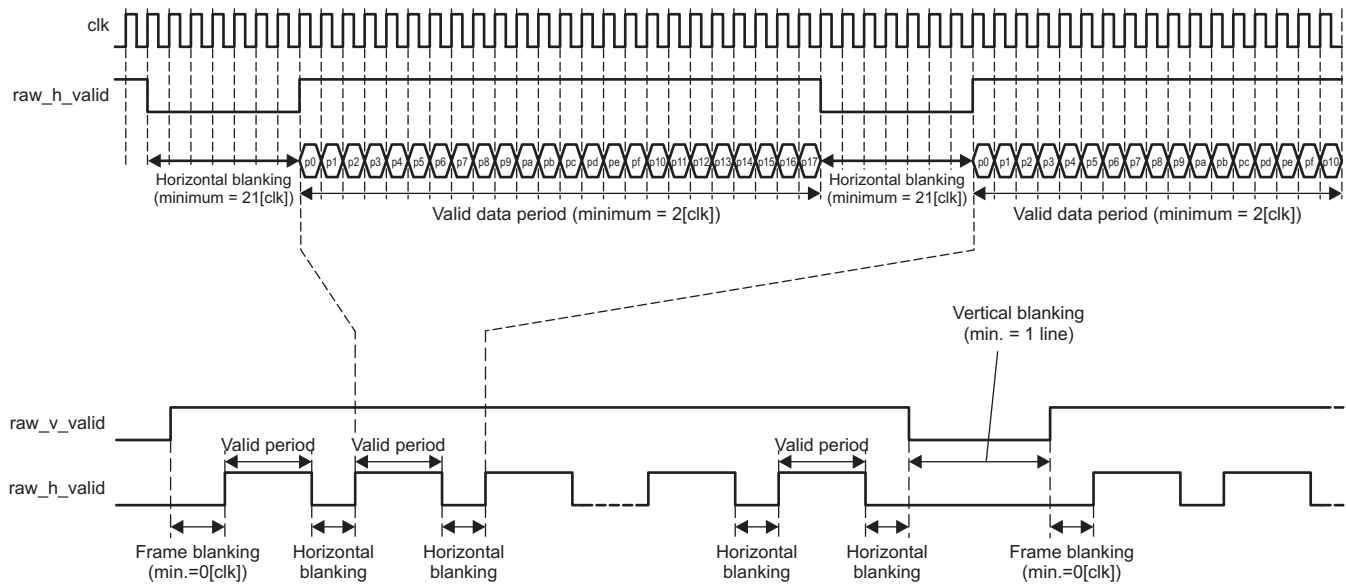 clk
raw_h_valid
p0 p1 p2 p3 p4 p5 p6 p7 p8 p9 pa pb pc pd pe pf p10 p11 p12 p13 p14 p15 p16 p17
p0 p1 p2 p3 p4 p5 p6 p7 p8 p9 pa pb pc pd pe pf p10
Horizontal blanking
(minimum = 21[clk])
Valid data period (minimum = 2[clk])
Horizontal blanking
(minimum = 21[clk])
Valid data period (minimum = 2[clk])
Vertical blanking
(min. = 1 line)
raw_v_valid
Valid period
Valid period
Valid period
raw_h_valid
Frame blanking
(min.=0[clk])
Horizontal
blanking
Horizontal
blanking
Horizontal
blanking
Horizontal
blanking
Frame blanking
(min.=0[clk])